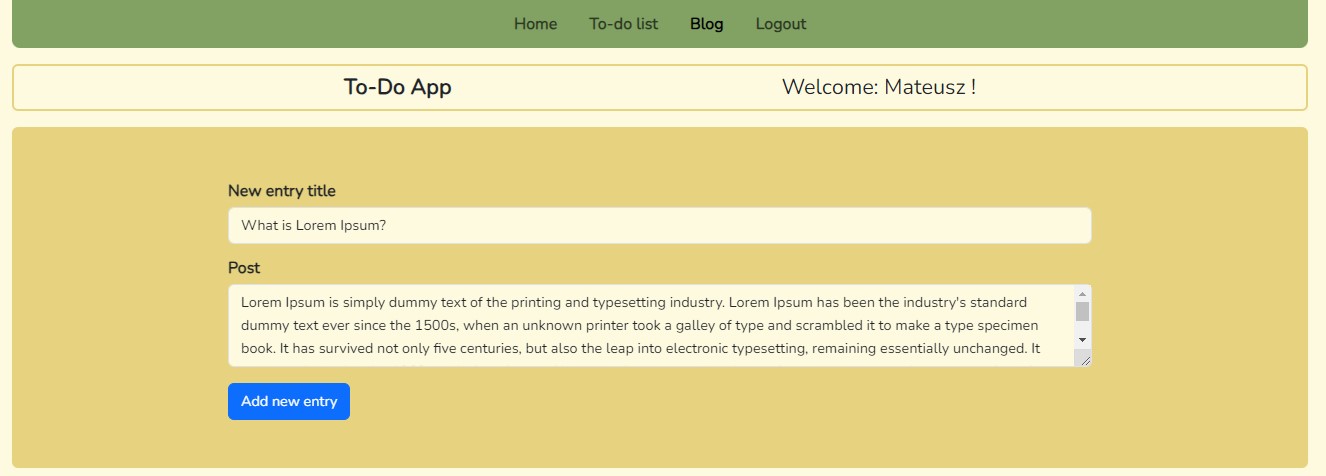 Home To-do list Blog Logout
To-Do App Welcome: Mateusz !
New entry title
What is Lorem Ipsum?
Post
Lorem Ipsum is simply dummy text of the printing and typesetting industry. Lorem Ipsum has been the industry's standard
dummy text ever since the 1500s, when an unknown printer took a galley of type and scrambled it to make a type specimen
book. It has survived not only five centuries, but also the leap into electronic typesetting, remaining essentially unchanged. It
Add new entry